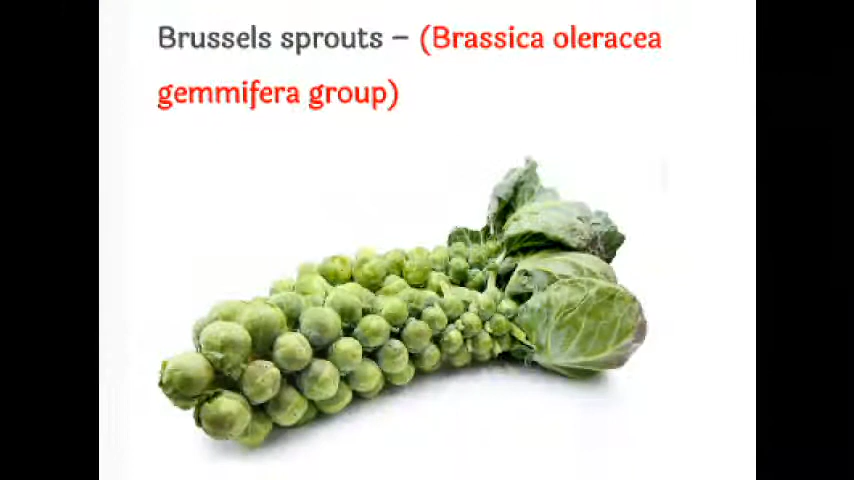 Brussels sprouts – (Brassica oleracea
gemmifera group)